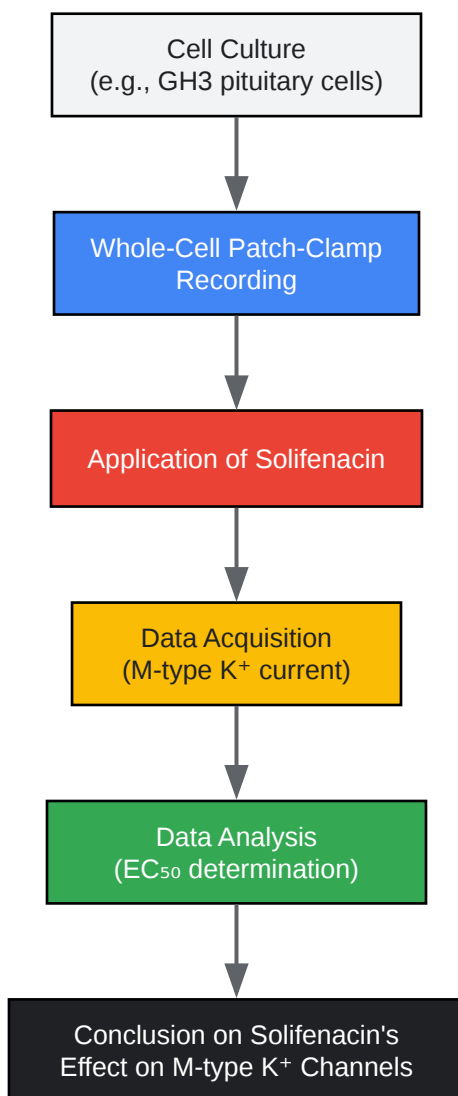 Cell Culture
(e.g., GH3 pituitary cells)
Whole-Cell Patch-Clamp
Recording
Application of Solifenacin
Data Acquisition
(M-type K⁺ current)
Data Analysis
(EC₅₀ determination)
Conclusion on Solifenacin's
Effect on M-type K⁺ Channels